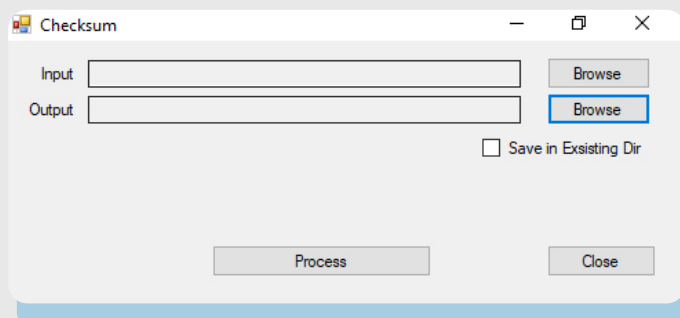 Checksum
Input Browse
Output Browse
Save in Exsisting Dir
Process Close